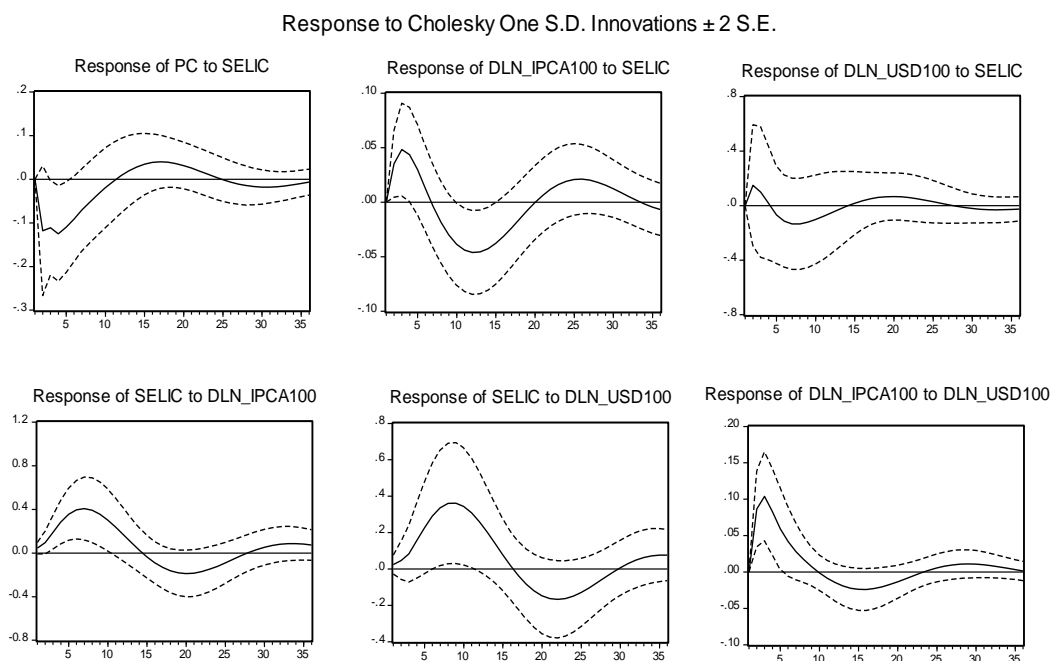 Response to Cholesky One S.D. Innovations ± 2 S.E.
Response of PC to SELIC
.2
.1
.0
-.1
-.2
-.3
5 10 15 20 25 30 35
Response of DLN_IPCA100 to SELIC
.10
.05
.00
-.05
-.10
5 10 15 20 25 30 35
Response of DLN_USD100 to SELIC
.8
.4
.0
-.4
-.8
5 10 15 20 25 30 35
Response of SELIC to DLN_IPCA100
1.2
0.8
0.4
0.0
-0.4
-0.8
5 10 15 20 25 30 35
Response of SELIC to DLN_USD100
.8
.6
.4
.2
.0
-.2
-.4
5 10 15 20 25 30 35
Response of DLN_IPCA100 to DLN_USD100
.20
.15
.10
.05
.00
-.05
-.10
5 10 15 20 25 30 35